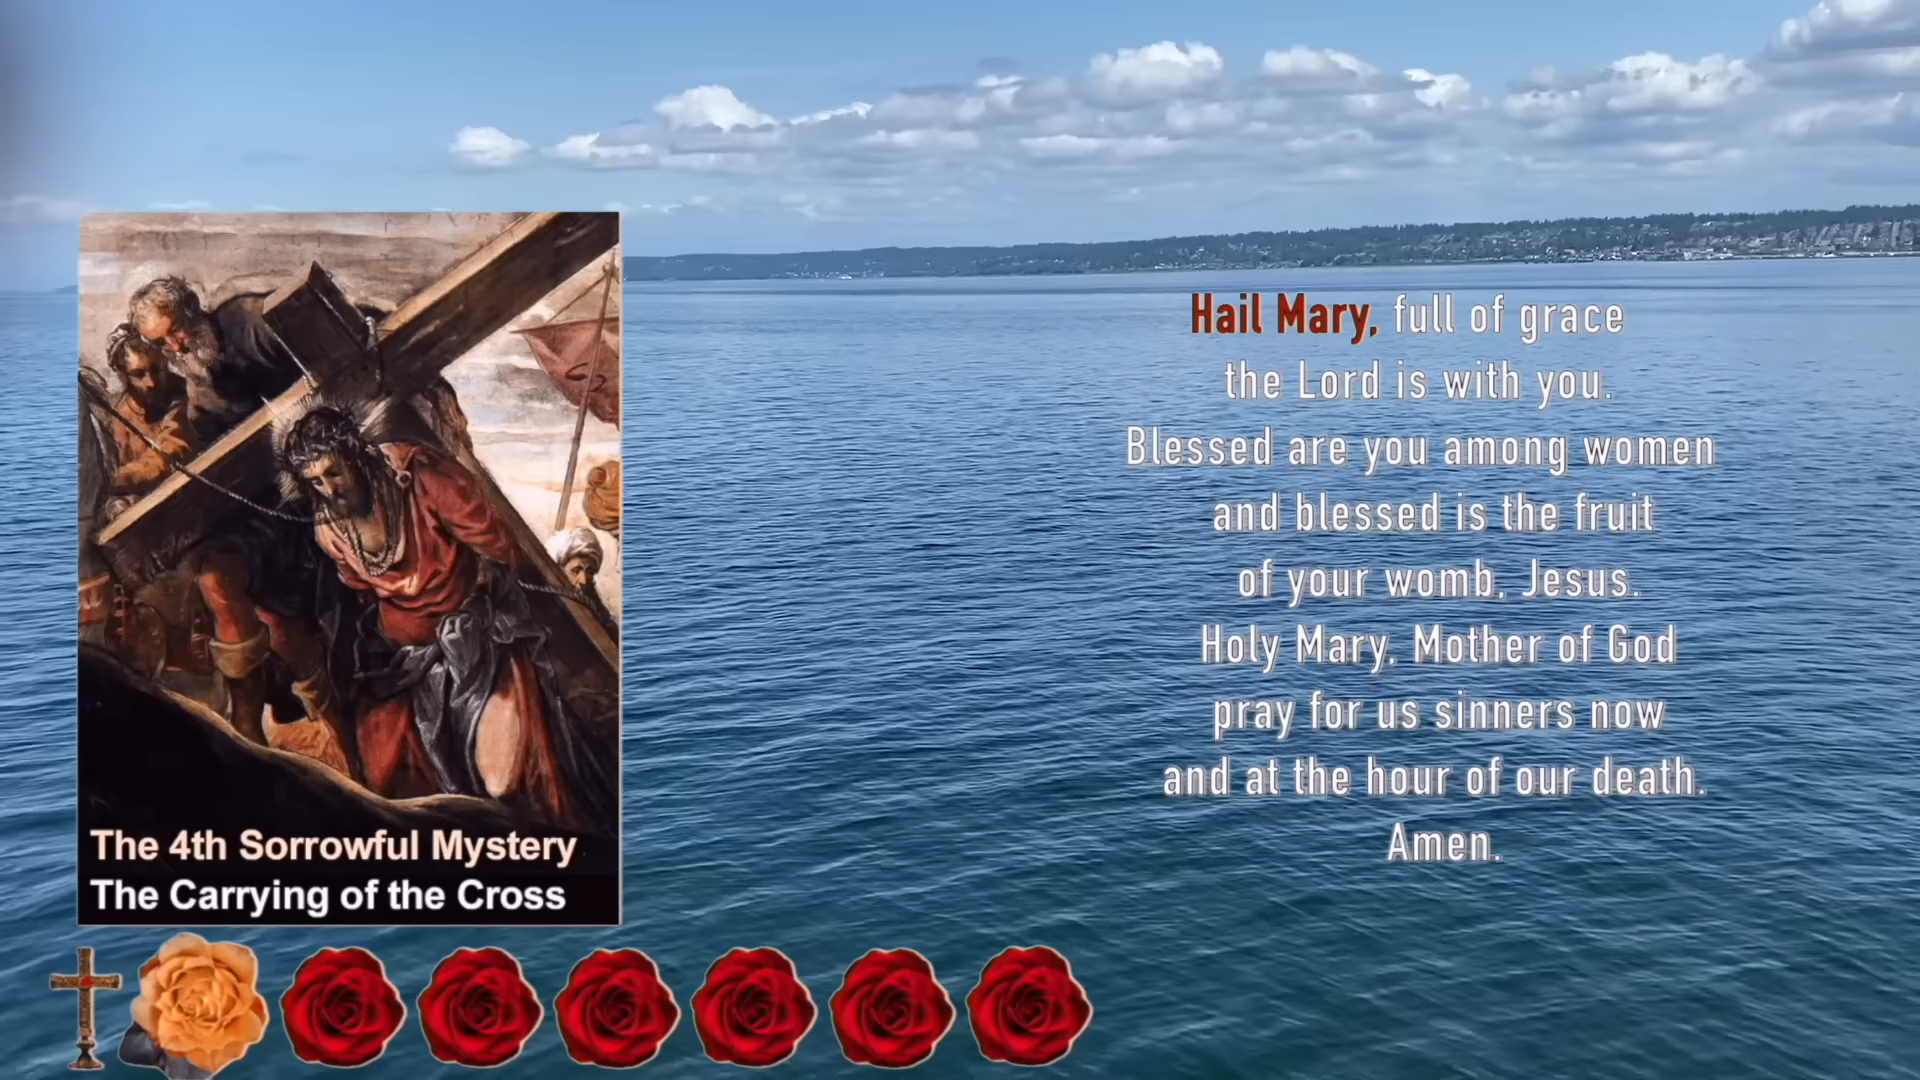 Hail Mary, full of grace
the Lord is with you.
Blessed are you among women
and blessed is the fruit
of your womb, Jesus.
Holy Mary, Mother of God
pray for us sinners now
and at the hour of our death.
Amen.
The 4th Sorrowful Mystery
The Carrying of the Cross